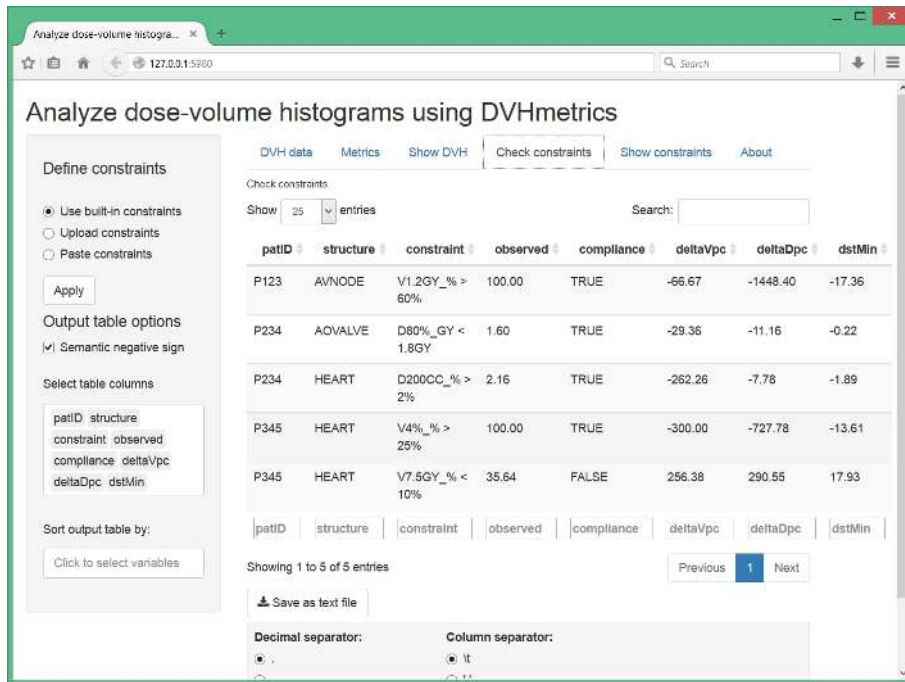 Analyze dose-volume histogra... × +
127.0.0.1:5960 Search
Analyze dose-volume histograms using DVHmetrics
Define constraints
Use built-in constraints
Upload constraints
Paste constraints
Apply
Output table options
Semantic negative sign
Select table columns
patID structure
constraint observed
compliance deltaVpc
deltaDpc dstMin
Sort output table by:
Click to select variables
DVH data Metrics Show DVH Check constraints Show constraints About
Check constraints
Show 25 entries Search:
patID structure constraint observed compliance deltaVpc deltaDpc dstMin
P123 AVNODE V1.2GY_% > 100.00 TRUE -66.67 -1448.40 -17.36
60%
P234 AOVALVE D80%_GY < 1.60 TRUE -29.36 -11.16 -0.22
1.8GY
P234 HEART D200CC_% > 2.16 TRUE -262.26 -7.78 -1.89
2%
P345 HEART V4%_% > 100.00 TRUE -300.00 -727.78 -13.61
25%
P345 HEART V7.5GY_% < 35.64 FALSE 256.38 290.55 17.93
10%
patID structure constraint observed compliance deltaVpc deltaDpc dstMin
Showing 1 to 5 of 5 entries Previous 1 Next
Save as text file
Decimal separator: Column separator:
. \t